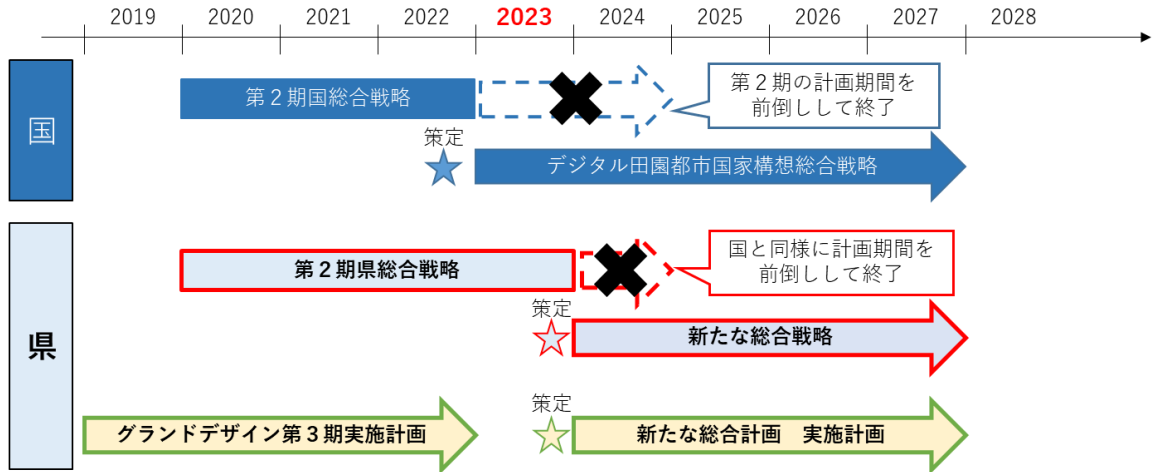 2019 2020 2021 2022 2023 2024 2025 2026 2027 2028
国
第２期国総合戦略
第２期の計画期間を
前倒しして終了
策定
デジタル田園都市国家構想総合戦略
県
第２期県総合戦略
国と同様に計画期間を
前倒しして終了
策定
新たな総合戦略
グランドデザイン第３期実施計画
策定
新たな総合計画　実施計画